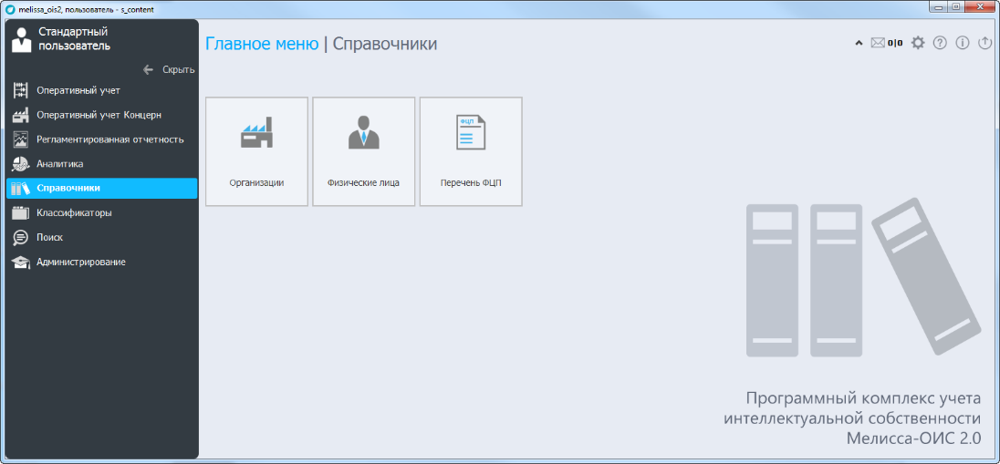 melissa_ois2, пользователь - s_content
Стандартный
пользователь
Скрыть
Оперативный учет
Оперативный учет Концерн
Регламентированная отчетность
Аналитика
Справочники
Классификаторы
Поиск
Администрирование
Главное меню | Справочники
0|0
ФЦП
Организации
Физические лица
Перечень ФЦП
Программный комплекс учета
интеллектуальной собственности
Мелисса-ОИС 2.0